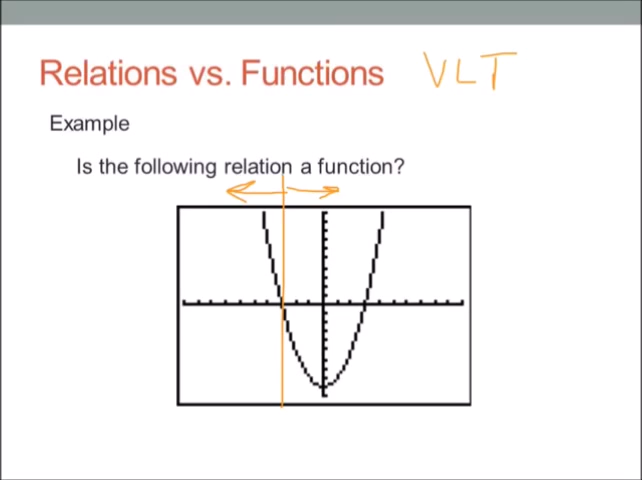 Relations vs. Functions VLT
Example
Is the following relation a function?